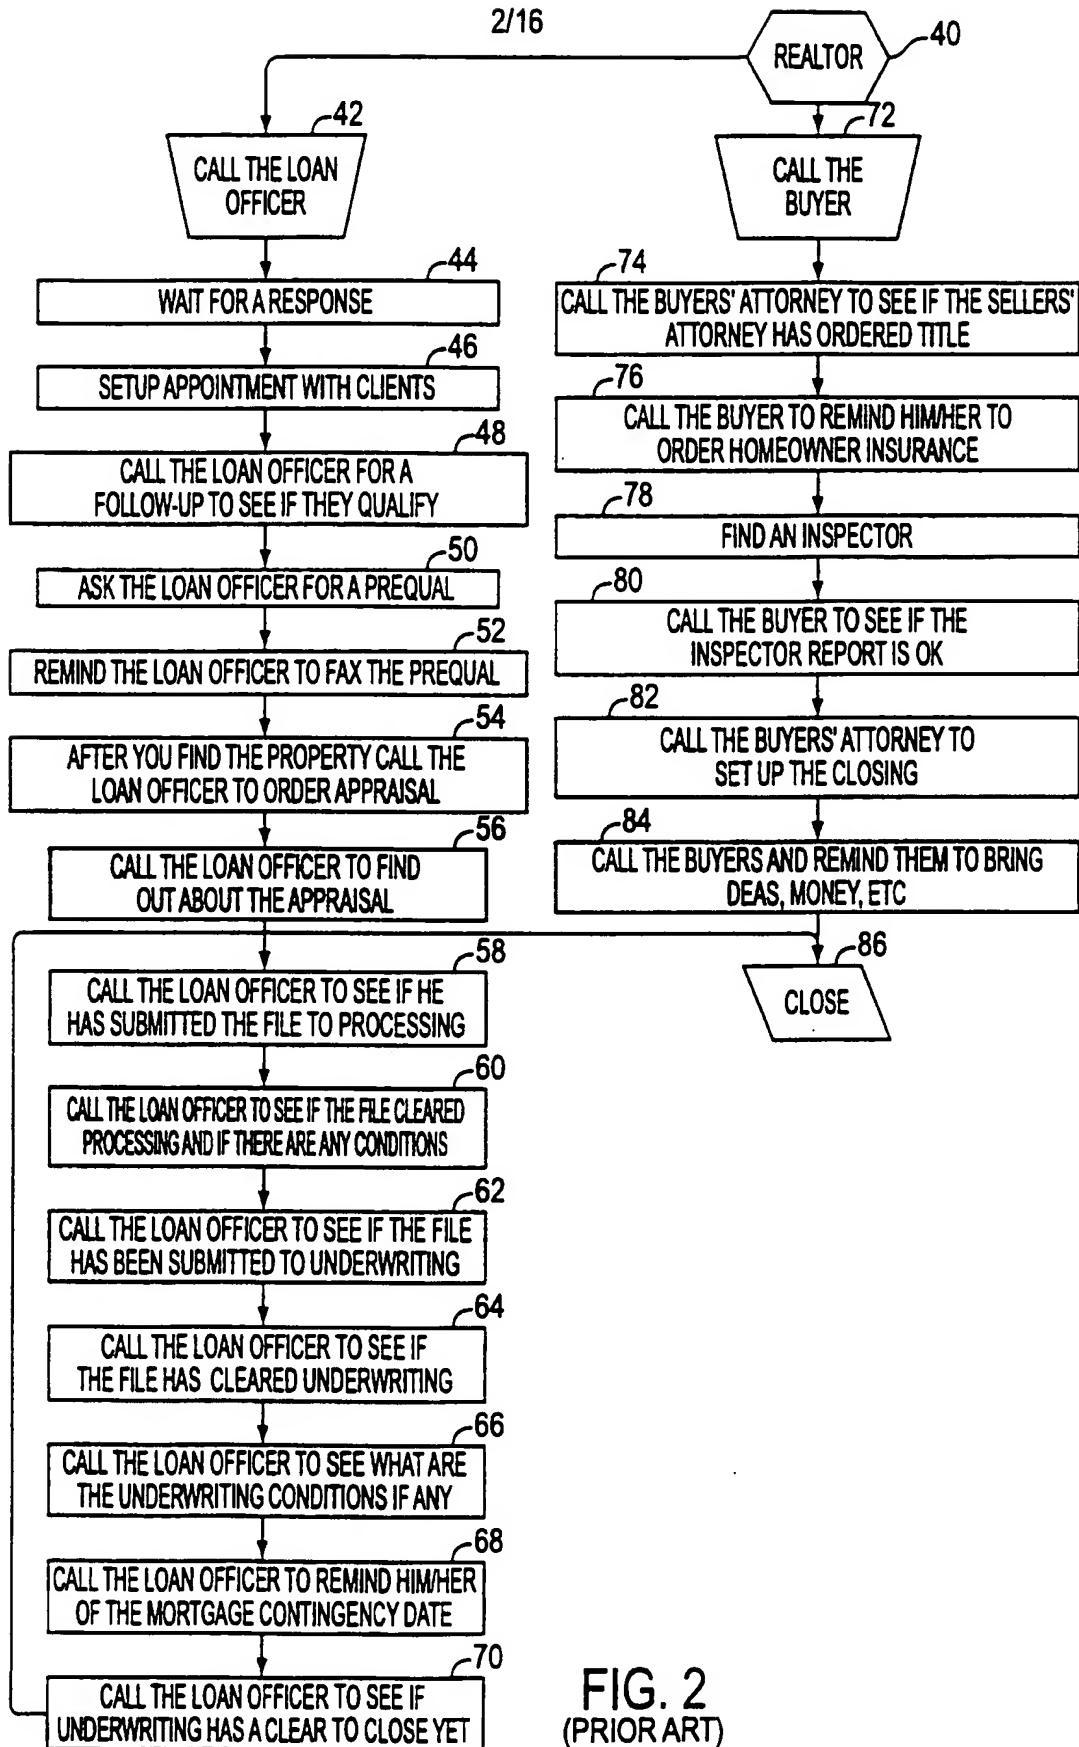 2/16
REALTOR
40
42
CALL THE LOAN
OFFICER
44
WAIT FOR A RESPONSE
46
SETUP APPOINTMENT WITH CLIENTS
48
CALL THE LOAN OFFICER FOR A
FOLLOW-UP TO SEE IF THEY QUALIFY
50
ASK THE LOAN OFFICER FOR A PREQUAL
52
REMIND THE LOAN OFFICER TO FAX THE PREQUAL
54
AFTER YOU FIND THE PROPERTY CALL THE
LOAN OFFICER TO ORDER APPRAISAL
56
CALL THE LOAN OFFICER TO FIND
OUT ABOUT THE APPRAISAL
58
CALL THE LOAN OFFICER TO SEE IF HE
HAS SUBMITTED THE FILE TO PROCESSING
60
CALL THE LOAN OFFICER TO SEE IF THE FILE CLEARED
PROCESSING AND IF THERE ARE ANY CONDITIONS
62
CALL THE LOAN OFFICER TO SEE IF THE FILE
HAS BEEN SUBMITTED TO UNDERWRITING
64
CALL THE LOAN OFFICER TO SEE IF
THE FILE HAS CLEARED UNDERWRITING
66
CALL THE LOAN OFFICER TO SEE WHAT ARE
THE UNDERWRITING CONDITIONS IF ANY
68
CALL THE LOAN OFFICER TO REMIND HIM/HER
OF THE MORTGAGE CONTINGENCY DATE
70
CALL THE LOAN OFFICER TO SEE IF
UNDERWRITING HAS A CLEAR TO CLOSE YET
72
CALL THE
BUYER
74
CALL THE BUYERS' ATTORNEY TO SEE IF THE SELLERS'
ATTORNEY HAS ORDERED TITLE
76
CALL THE BUYER TO REMIND HIM/HER TO
ORDER HOMEOWNER INSURANCE
78
FIND AN INSPECTOR
80
CALL THE BUYER TO SEE IF THE
INSPECTOR REPORT IS OK
82
CALL THE BUYERS' ATTORNEY TO
SET UP THE CLOSING
84
CALL THE BUYERS AND REMIND THEM TO BRING
DEAS, MONEY, ETC
86
CLOSE
FIG. 2
(PRIOR ART)